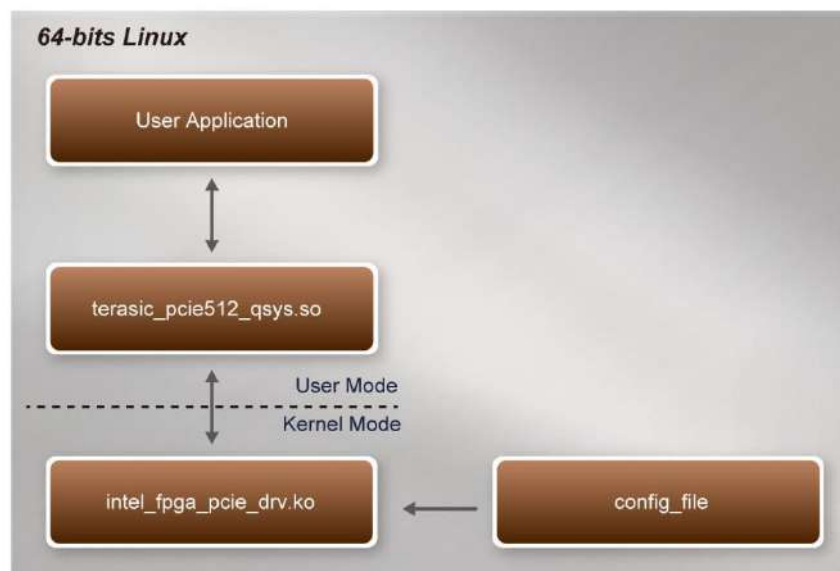 64-bits Linux
User Application
terasic_pcie512_qsys.so
User Mode
Kernel Mode
intel_fpga_pcie_drv.ko
config_file